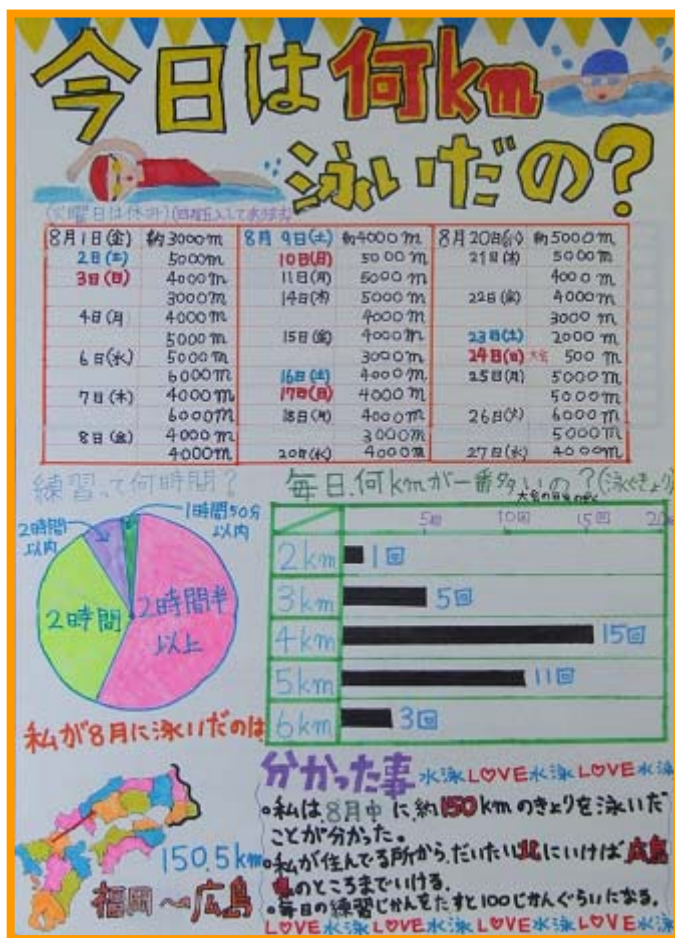 今日は何km
泳いだの?
8月1日(金) 約3000m 8月9日(土) 約4000m 8月20日(水) 約5000m
2日(土) 5000m 10日(日) 5000m 21日(木) 5000m
3日(日) 4000m 11日(月) 5000m 4000m
3000m 14日(木) 5000m 22日(金) 4000m
4日(月) 4000m 4000m 3000m
5000m 15日(金) 4000m 23日(土) 2000m
6日(水) 5000m 3000m 24日(日) 大会 500m
6000m 16日(土) 4000m 25日(月) 5000m
7日(木) 4000m 17日(日) 4000m 5000m
6000m 18日(月) 4000m 26日(火) 6000m
8日(金) 4000m 3000m 5000m
4000m 20日(水) 4000m 27日(水) 4000m
練習って何時間?
毎日、何kmが一番多いの?(泳ぐきょり)
1時間50分
以内
2時間
以内
2時間
2時間半
以上
5回 10回 15回 20
2km 1回
3km 5回
4km 15回
5km 11回
6km 3回
私が8月に泳いだのは
150.5km
福岡〜広島
分かった事 水泳LOVE水泳LOVE水泳
・私は8月中に、約150kmのきょりを泳いだ
ことが分かった。
・私が住んでる所から、だいたい北にいけば広島
のところまでいける。
・毎日の練習じかんをたすと100じかんぐらいになる。
LOVE水泳LOVE水泳LOVE水泳LOVE水泳